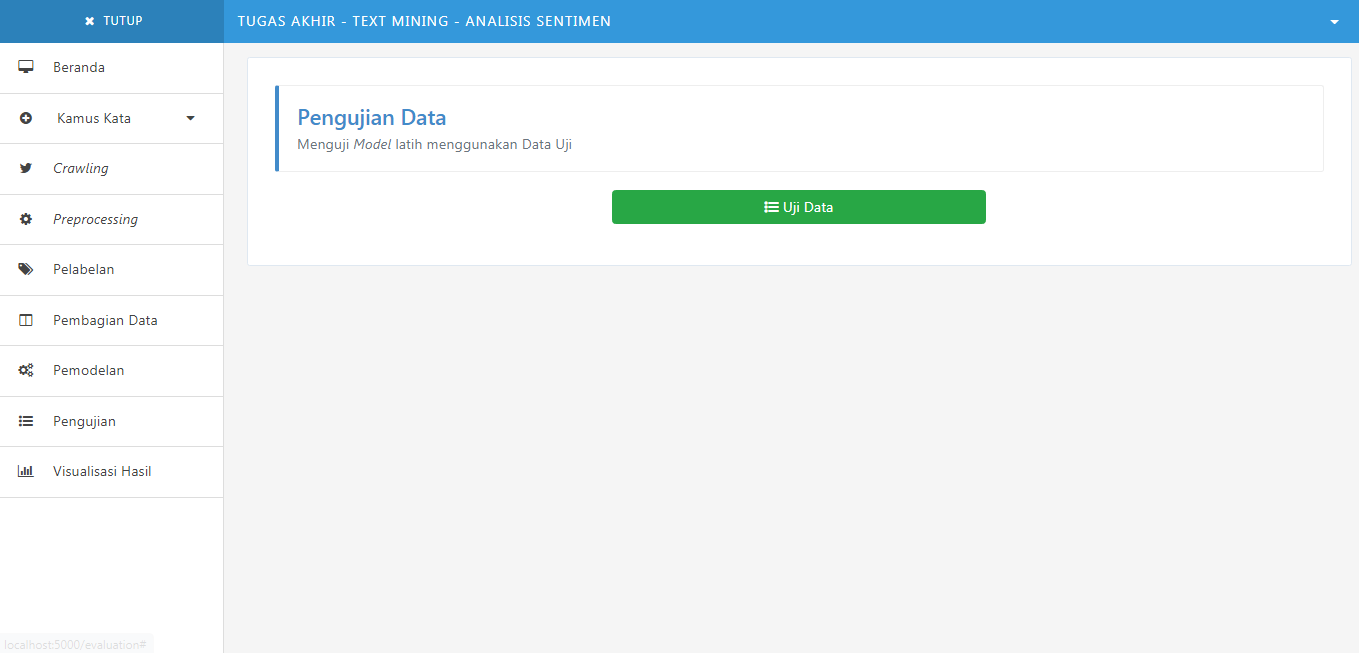 TUTUP
TUGAS AKHIR - TEXT MINING - ANALISIS SENTIMEN
Beranda
Kamus Kata
Crawling
Preprocessing
Pelabelan
Pembagian Data
Pemodelan
Pengujian
Visualisasi Hasil
Pengujian Data
Menguji Model latih menggunakan Data Uji
Uji Data
localhost:5000/evaluation#